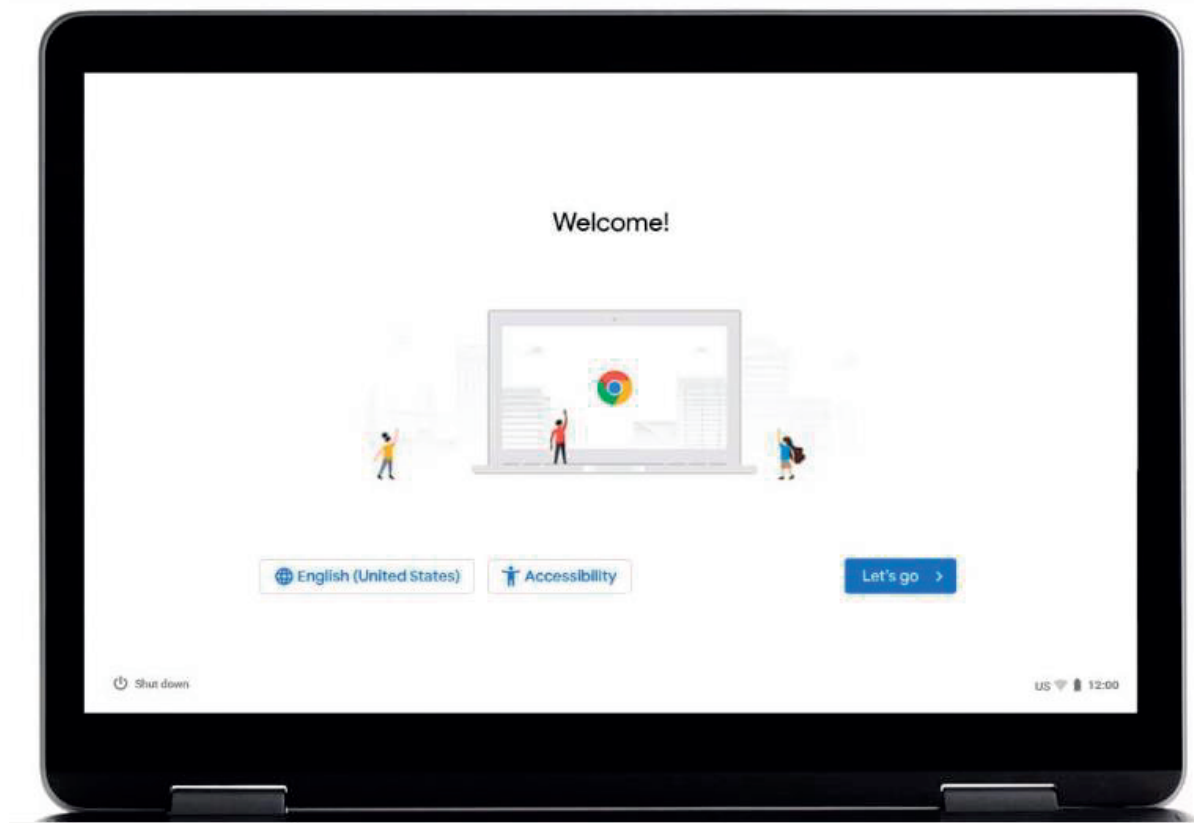 Welcome!
English (United States)
Accessibility
Let's go
Shut down
US 12:00